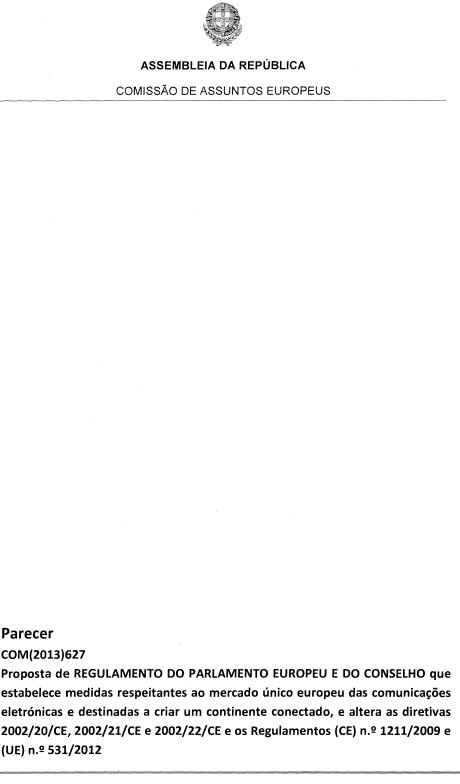 ASSEMBLEIA DA REPÚBLICA
COMISSÃO DE ASSUNTOS EUROPEUS
Parecer
COM(2013)627
Proposta de REGULAMENTO DO PARLAMENTO EUROPEU E DO CONSELHO que
estabelece medidas respeitantes ao mercado único europeu das comunicações
eletrónicas e destinadas a criar um continente conectado, e altera as diretivas
2002/20/CE, 2002/21/CE e 2002/22/CE e os Regulamentos (CE) n.º 1211/2009 e
(UE) n.º 531/2012